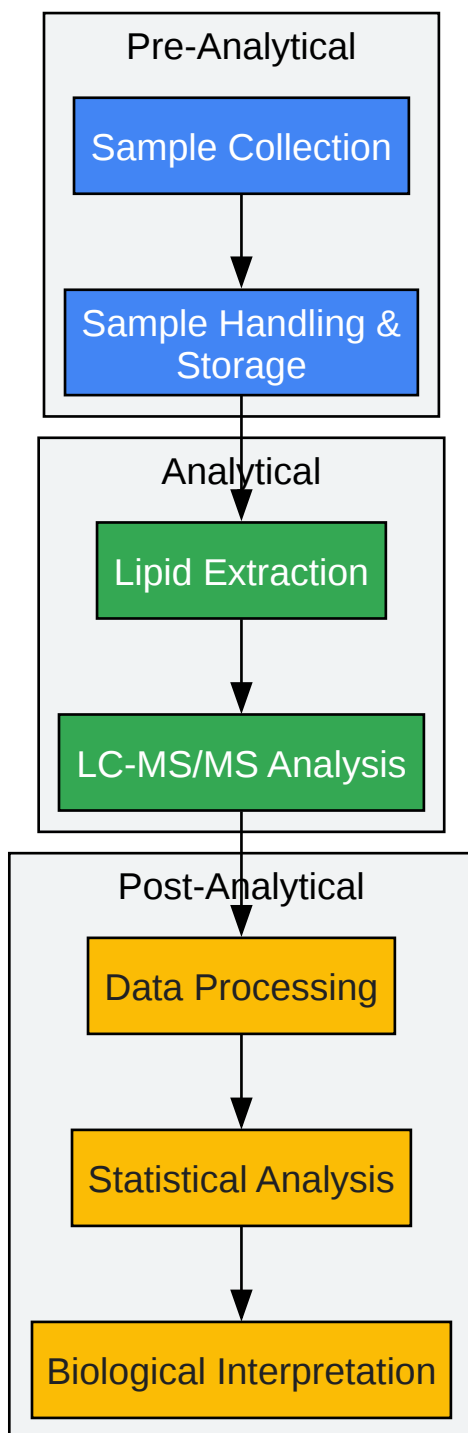 Pre-Analytical
Sample Collection
Sample Handling &
Storage
Analytical
Lipid Extraction
LC-MS/MS Analysis
Post-Analytical
Data Processing
Statistical Analysis
Biological Interpretation